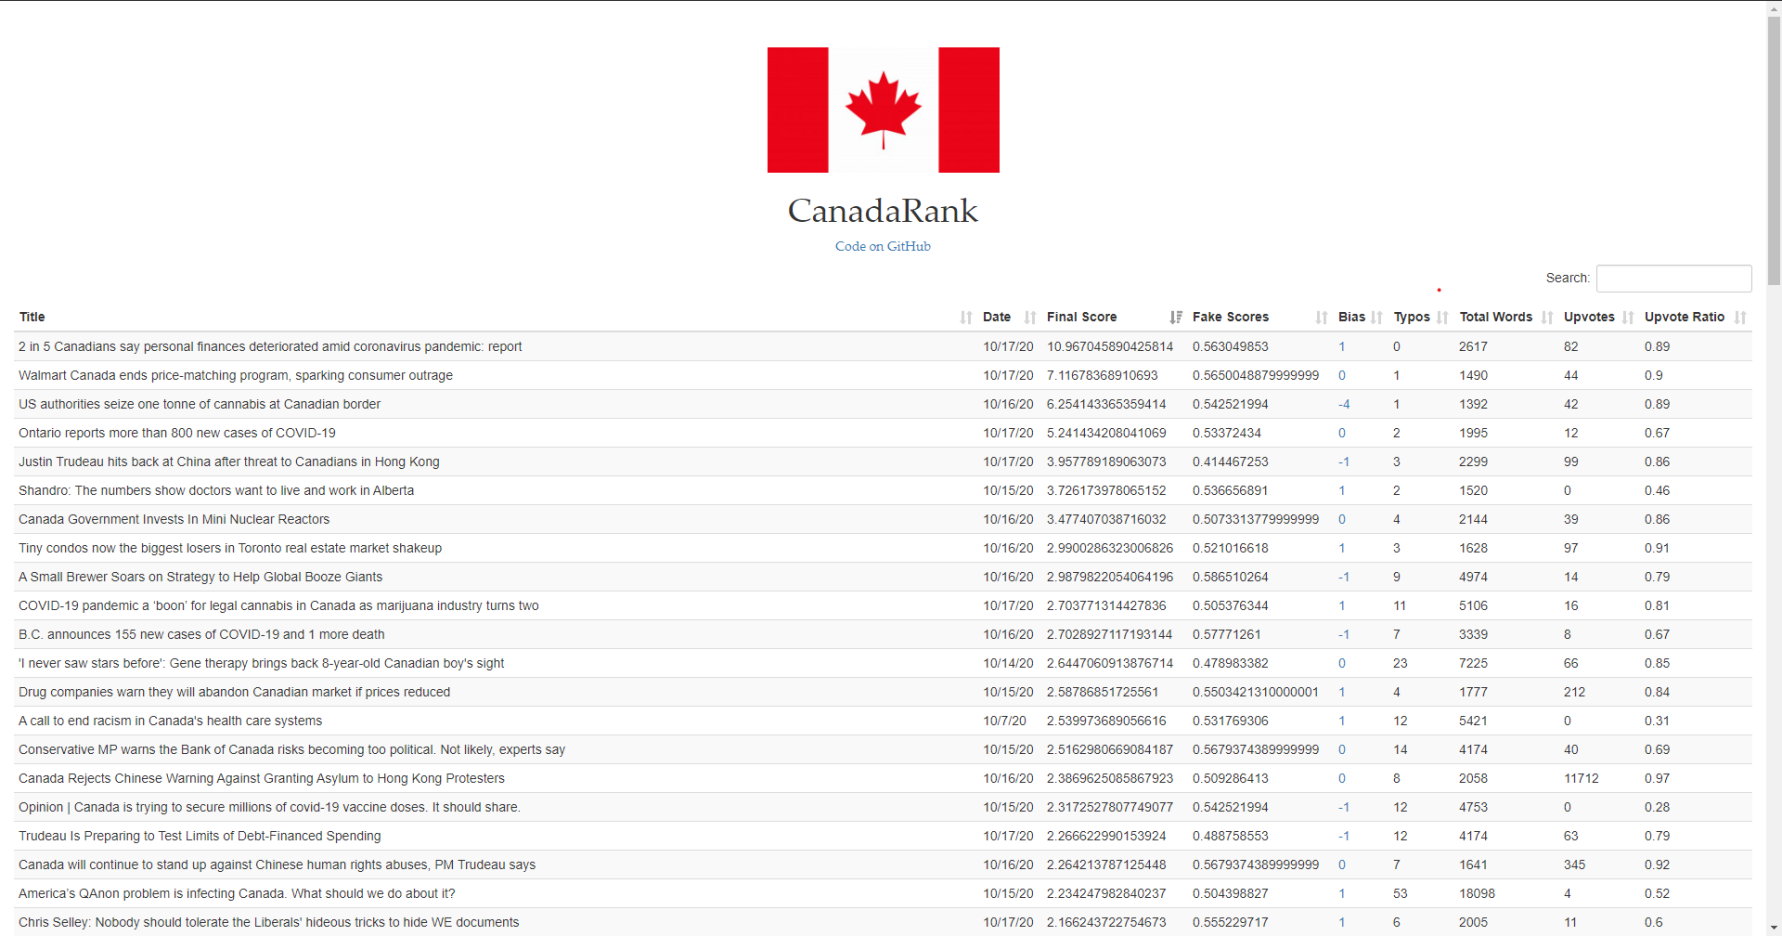 CanadaRank
Code on GitHub
Search:
Title Date Final Score Fake Scores Bias Typos Total Words Upvotes Upvote Ratio
2 in 5 Canadians say personal finances deteriorated amid coronavirus pandemic: report 10/17/20 10.967045890425814 0.563049853 1 0 2617 82 0.89
Walmart Canada ends price-matching program, sparking consumer outrage 10/17/20 7.11678368910693 0.5650048879999999 0 1 1490 44 0.9
US authorities seize one tonne of cannabis at Canadian border 10/16/20 6.254143365359414 0.542521994 -4 1 1392 42 0.89
Ontario reports more than 800 new cases of COVID-19 10/17/20 5.241434208041069 0.53372434 0 2 1995 12 0.67
Justin Trudeau hits back at China after threat to Canadians in Hong Kong 10/17/20 3.957789189063073 0.414467253 -1 3 2299 99 0.86
Shandro: The numbers show doctors want to live and work in Alberta 10/15/20 3.726173978065152 0.536656891 1 2 1520 0 0.46
Canada Government Invests In Mini Nuclear Reactors 10/16/20 3.477407038716032 0.5073313779999999 0 4 2144 39 0.86
Tiny condos now the biggest losers in Toronto real estate market shakeup 10/16/20 2.9900286323006826 0.521016618 1 3 1628 97 0.91
A Small Brewer Soars on Strategy to Help Global Booze Giants 10/16/20 2.9879822054064196 0.586510264 -1 9 4974 14 0.79
COVID-19 pandemic a ‘boon’ for legal cannabis in Canada as marijuana industry turns two 10/17/20 2.703771314427836 0.505376344 1 11 5106 16 0.81
B.C. announces 155 new cases of COVID-19 and 1 more death 10/16/20 2.7028927117193144 0.57771261 -1 7 3339 8 0.67
'I never saw stars before': Gene therapy brings back 8-year-old Canadian boy's sight 10/14/20 2.6447060913876714 0.478983382 0 23 7225 66 0.85
Drug companies warn they will abandon Canadian market if prices reduced 10/15/20 2.58786851725561 0.5503421310000001 1 4 1777 212 0.84
A call to end racism in Canada's health care systems 10/7/20 2.539973689056616 0.531769306 1 12 5421 0 0.31
Conservative MP warns the Bank of Canada risks becoming too political. Not likely, experts say 10/15/20 2.5162980669084187 0.5679374389999999 0 14 4174 40 0.69
Canada Rejects Chinese Warning Against Granting Asylum to Hong Kong Protesters 10/16/20 2.3869625085867923 0.509286413 0 8 2058 11712 0.97
Opinion | Canada is trying to secure millions of covid-19 vaccine doses. It should share. 10/15/20 2.3172527807749077 0.542521994 -1 12 4753 0 0.28
Trudeau Is Preparing to Test Limits of Debt-Financed Spending 10/17/20 2.266622990153924 0.488758553 -1 12 4174 63 0.79
Canada will continue to stand up against Chinese human rights abuses, PM Trudeau says 10/16/20 2.264213787125448 0.5679374389999999 0 7 1641 345 0.92
America’s QAnon problem is infecting Canada. What should we do about it? 10/15/20 2.234247982840237 0.504398827 1 53 18098 4 0.52
Chris Selley: Nobody should tolerate the Liberals' hideous tricks to hide WE documents 10/17/20 2.166243722754673 0.555229717 1 6 2005 11 0.6